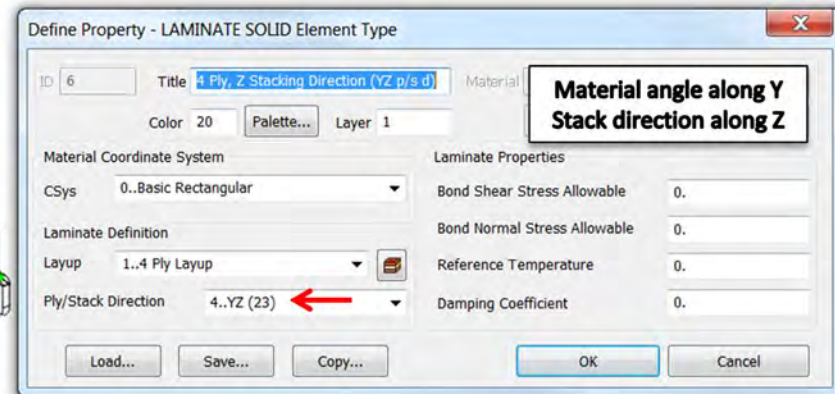 Define Property - LAMINATE SOLID Element Type
ID 6 Title 4 Ply, Z Stacking Direction (YZ p/s d) Material
Material angle along Y
Stack direction along Z
Color 20 Palette... Layer 1
Material Coordinate System
CSys 0..Basic Rectangular
Laminate Definition
Layup 1..4 Ply Layup
Ply/Stack Direction 4..YZ (23)
Laminate Properties
Bond Shear Stress Allowable 0.
Bond Normal Stress Allowable 0.
Reference Temperature 0.
Damping Coefficient 0.
Load... Save... Copy... OK Cancel